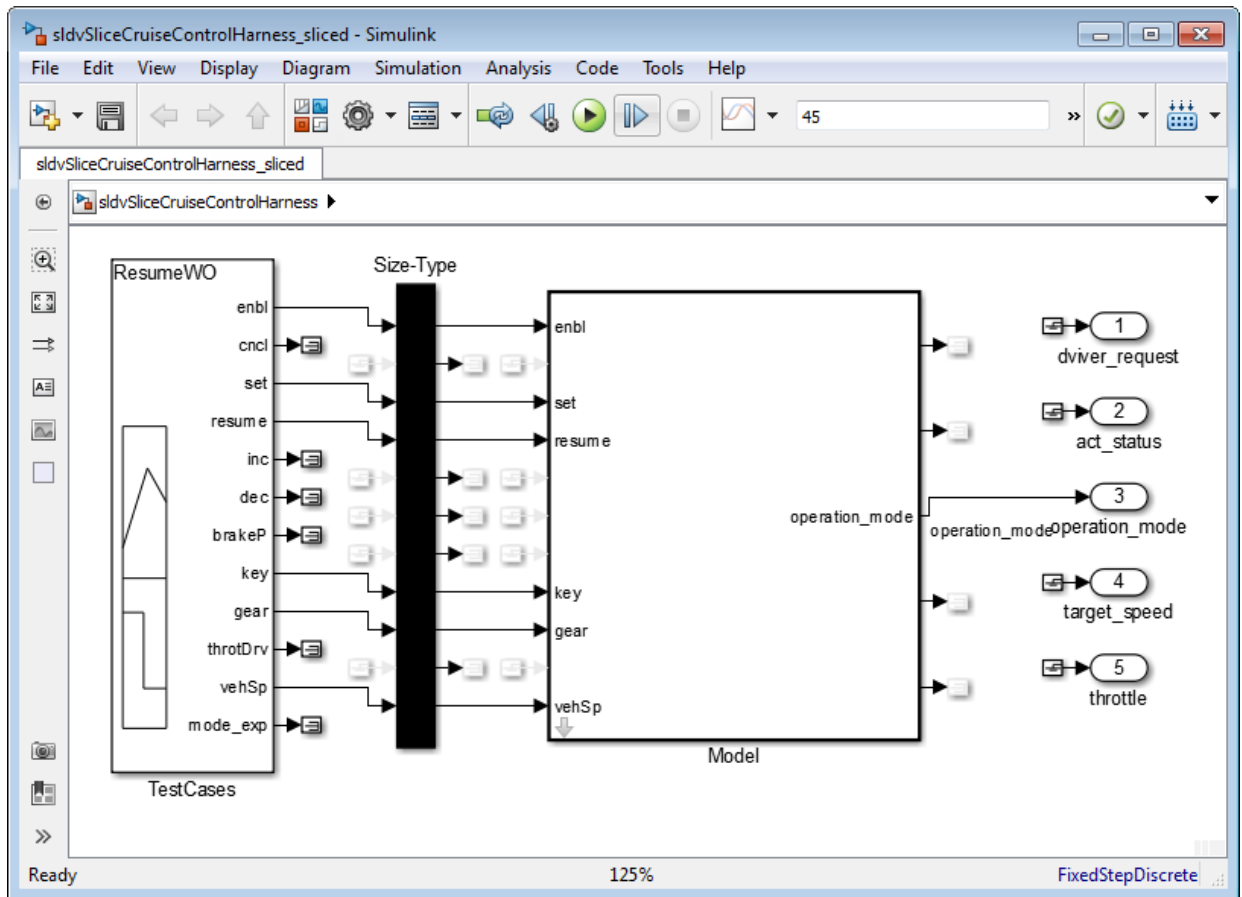 sldvSliceCruiseControlHarness_sliced - Simulink
File Edit View Display Diagram Simulation Analysis Code Tools Help
45
sldvSliceCruiseControlHarness_sliced
sldvSliceCruiseControlHarness
ResumeWO
Size-Type
enbl
cncl
set
resume
inc
dec
brakeP
key
gear
throtDrv
vehSp
mode_exp
TestCases
enbl
set
resume
key
gear
vehSp
operation_mode
Model
operation_mode
1
dviver_request
2
act_status
3
operation_mode
4
target_speed
5
throttle
Ready 125% FixedStepDiscrete